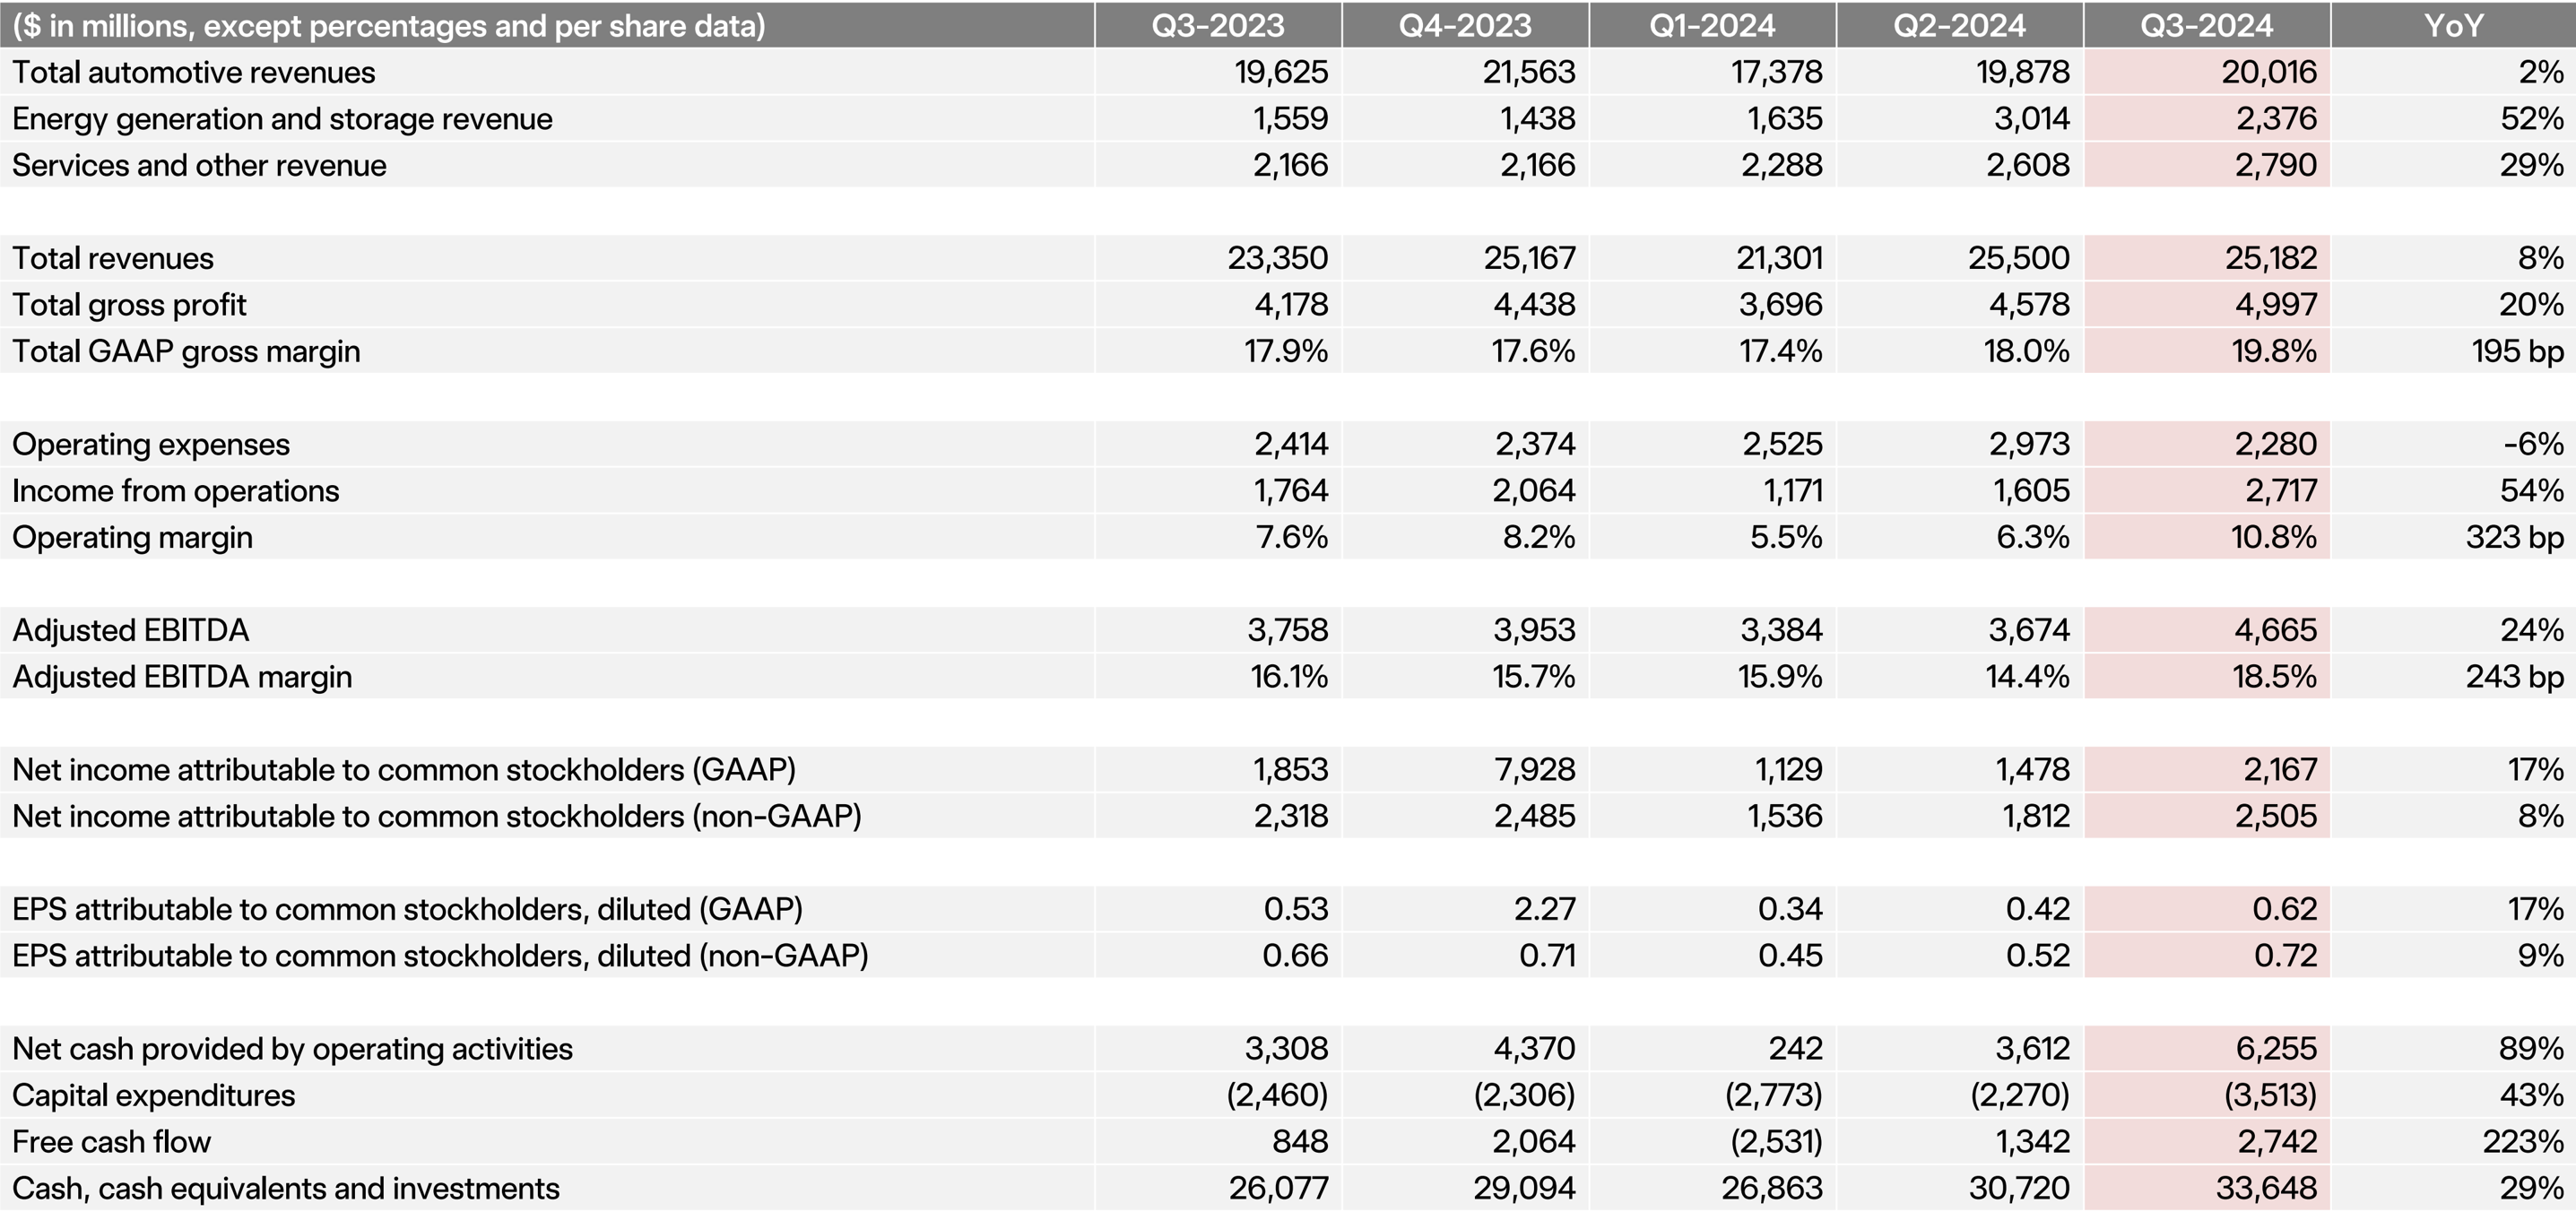 ($ in millions, except percentages and per share data) Q3-2023 Q4-2023 Q1-2024 Q2-2024 Q3-2024 YoY
Total automotive revenues 19,625 21,563 17,378 19,878 20,016 2%
Energy generation and storage revenue 1,559 1,438 1,635 3,014 2,376 52%
Services and other revenue 2,166 2,166 2,288 2,608 2,790 29%
Total revenues 23,350 25,167 21,301 25,500 25,182 8%
Total gross profit 4,178 4,438 3,696 4,578 4,997 20%
Total GAAP gross margin 17.9% 17.6% 17.4% 18.0% 19.8% 195 bp
Operating expenses 2,414 2,374 2,525 2,973 2,280 -6%
Income from operations 1,764 2,064 1,171 1,605 2,717 54%
Operating margin 7.6% 8.2% 5.5% 6.3% 10.8% 323 bp
Adjusted EBITDA 3,758 3,953 3,384 3,674 4,665 24%
Adjusted EBITDA margin 16.1% 15.7% 15.9% 14.4% 18.5% 243 bp
Net income attributable to common stockholders (GAAP) 1,853 7,928 1,129 1,478 2,167 17%
Net income attributable to common stockholders (non-GAAP) 2,318 2,485 1,536 1,812 2,505 8%
EPS attributable to common stockholders, diluted (GAAP) 0.53 2.27 0.34 0.42 0.62 17%
EPS attributable to common stockholders, diluted (non-GAAP) 0.66 0.71 0.45 0.52 0.72 9%
Net cash provided by operating activities 3,308 4,370 242 3,612 6,255 89%
Capital expenditures (2,460) (2,306) (2,773) (2,270) (3,513) 43%
Free cash flow 848 2,064 (2,531) 1,342 2,742 223%
Cash, cash equivalents and investments 26,077 29,094 26,863 30,720 33,648 29%